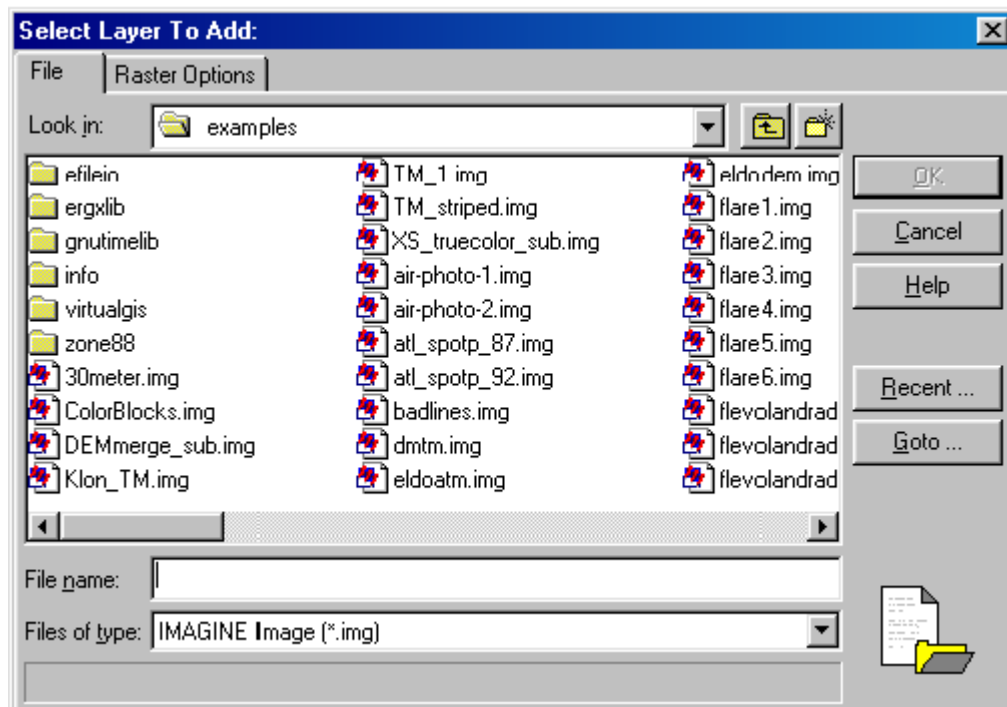 Select Layer To Add:
File
Raster Options
Look in:
examples
efilein
ergxlib
gnutimelib
info
virtualgis
zone88
30meter.img
ColorBlocks.img
DEMmerge_sub.img
Klon_TM.img
TM_1.img
TM_striped.img
XS_truecolor_sub.img
air-photo-1.img
air-photo-2.img
atl_spotp_87.img
atl_spotp_92.img
badlines.img
dmtm.img
eldoatm.img
eldodem.img
flare1.img
flare2.img
flare3.img
flare4.img
flare5.img
flare6.img
flevolandrad
flevolandrad
flevolandrad
OK
Cancel
Help
Recent ...
Goto ...
File name:
Files of type:
IMAGINE Image (*.img)